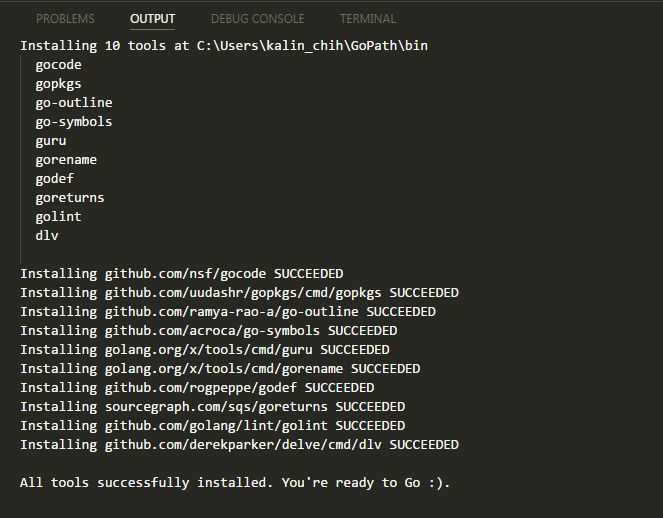 PROBLEMS OUTPUT DEBUG CONSOLE TERMINAL
Installing 10 tools at C:\Users\kalin_chih\GoPath\bin
gocode
gopkgs
go-outline
go-symbols
guru
gorename
godef
goreturns
golint
dlv
Installing github.com/nsf/gocode SUCCEEDED
Installing github.com/uudashr/gopkgs/cmd/gopkgs SUCCEEDED
Installing github.com/ramya-rao-a/go-outline SUCCEEDED
Installing github.com/acroca/go-symbols SUCCEEDED
Installing golang.org/x/tools/cmd/guru SUCCEEDED
Installing golang.org/x/tools/cmd/gorename SUCCEEDED
Installing github.com/rogpeppe/godef SUCCEEDED
Installing sourcegraph.com/sqs/goreturns SUCCEEDED
Installing github.com/golang/lint/golint SUCCEEDED
Installing github.com/derekparker/delve/cmd/dlv SUCCEEDED
All tools successfully installed. You're ready to Go :).